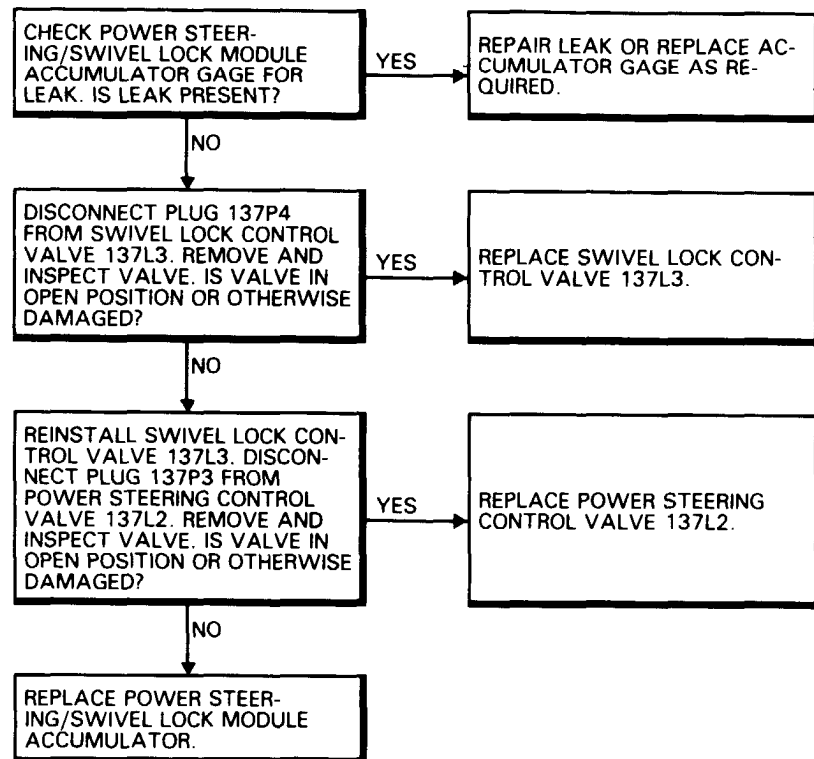 CHECK POWER STEER-
ING/SWIVEL LOCK MODULE
ACCUMULATOR GAGE FOR
LEAK. IS LEAK PRESENT?
YES
REPAIR LEAK OR REPLACE AC-
CUMULATOR GAGE AS RE-
QUIRED.
NO
DISCONNECT PLUG 137P4
FROM SWIVEL LOCK CONTROL
VALVE 137L3. REMOVE AND
INSPECT VALVE. IS VALVE IN
OPEN POSITION OR OTHERWISE
DAMAGED?
YES
REPLACE SWIVEL LOCK CON-
TROL VALVE 137L3.
NO
REINSTALL SWIVEL LOCK CON-
TROL VALVE 137L3. DISCON-
NECT PLUG 137P3 FROM
POWER STEERING CONTROL
VALVE 137L2. REMOVE AND
INSPECT VALVE. IS VALVE IN
OPEN POSITION OR OTHERWISE
DAMAGED?
YES
REPLACE POWER STEERING
CONTROL VALVE 137L2.
NO
REPLACE POWER STEER-
ING/SWIVEL LOCK MODULE
ACCUMULATOR.